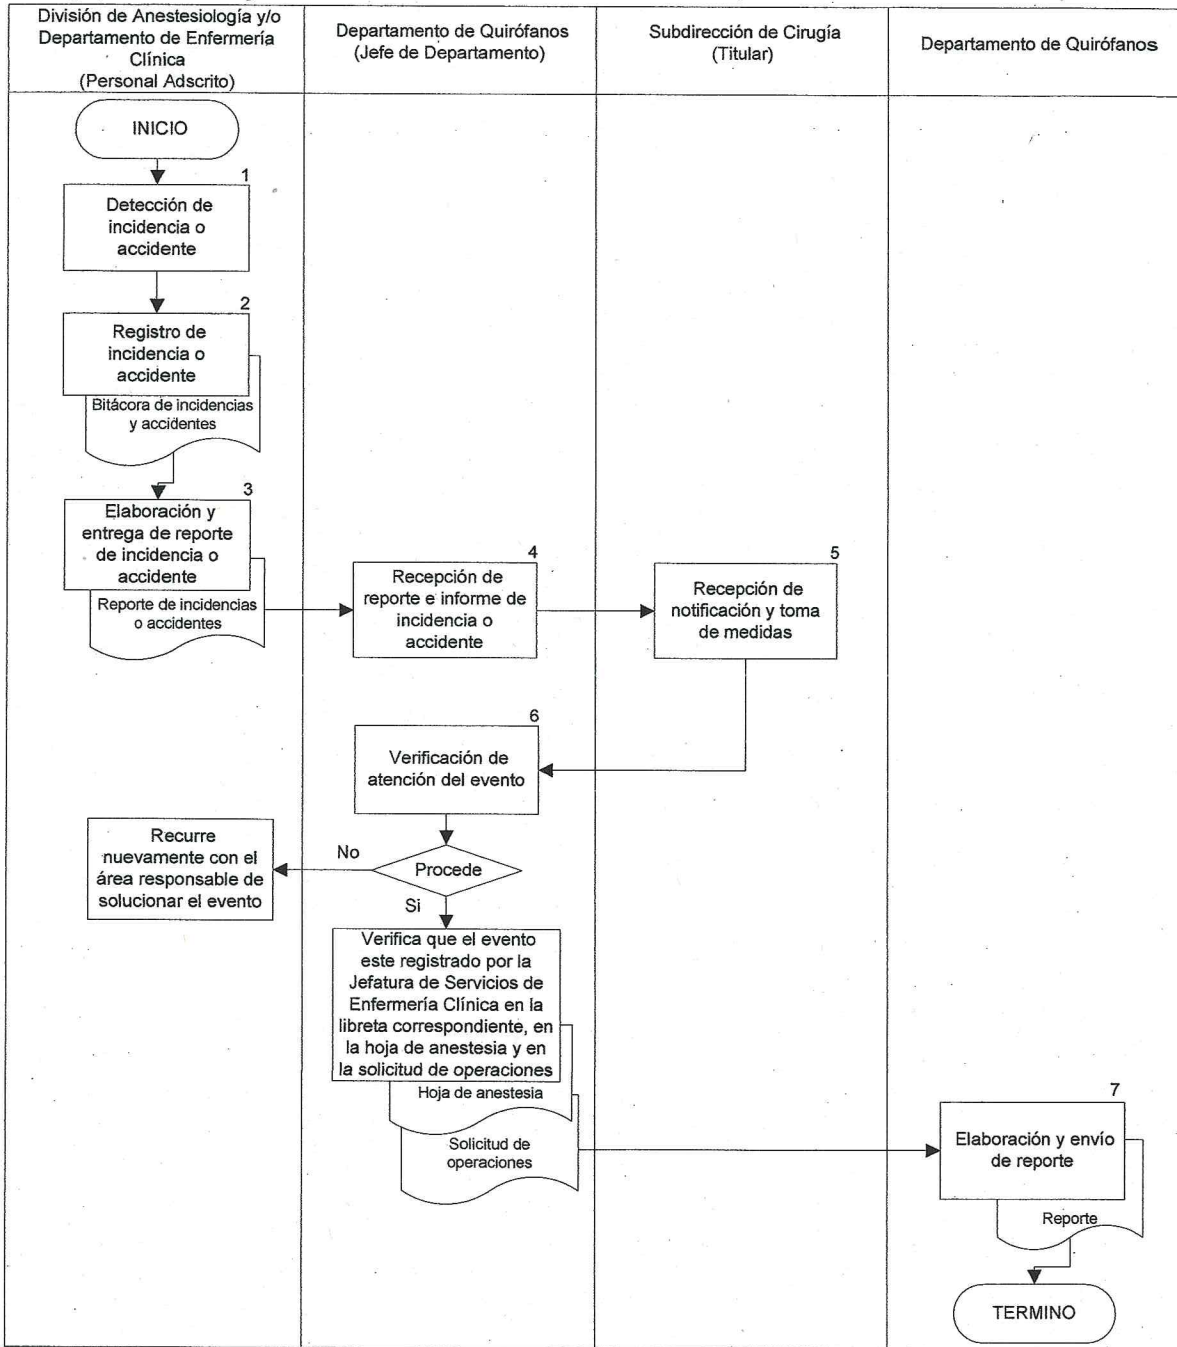 División de Anestesiología y/o
Departamento de Enfermería
Clínica
(Personal Adscrito)
Departamento de Quirófanos
(Jefe de Departamento)
Subdirección de Cirugía
(Titular)
Departamento de Quirófanos
INICIO
1
Detección de
incidencia o
accidente
2
Registro de
incidencia o
accidente
Bitácora de incidencias
y accidentes
3
Elaboración y
entrega de reporte
de incidencia o
accidente
Reporte de incidencias
o accidentes
4
Recepción de
reporte e informe de
incidencia o
accidente
5
Recepción de
notificación y toma
de medidas
6
Verificación de
atención del evento
Procede
No
Recurre
nuevamente con el
área responsable de
solucionar el evento
Si
Verifica que el evento
este registrado por la
Jefatura de Servicios de
Enfermería Clínica en la
libreta correspondiente, en
la hoja de anestesia y en
la solicitud de operaciones
Hoja de anestesia
Solicitud de
operaciones
7
Elaboración y envío
de reporte
Reporte
TERMINO